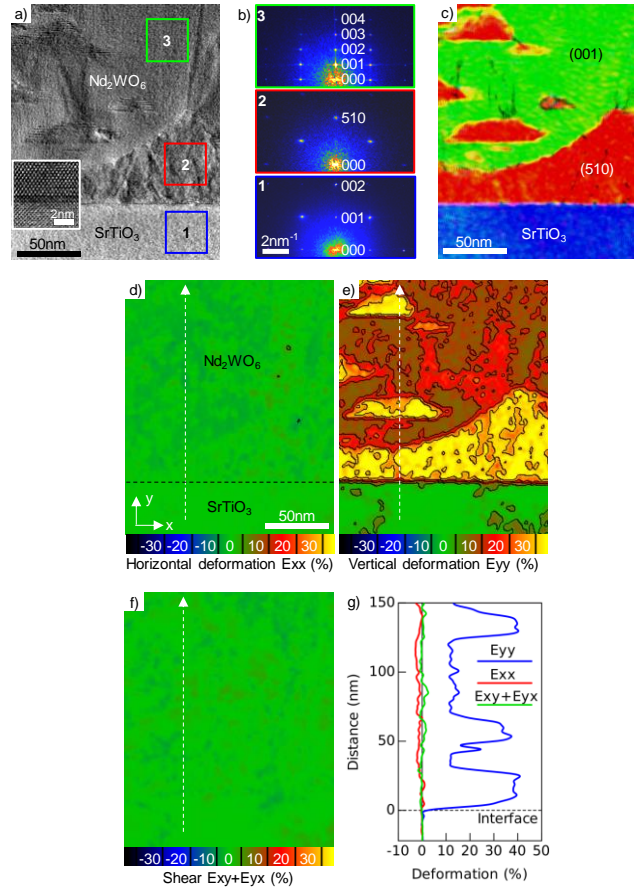 a)
3
Nd2WO6
2
2nm
SrTiO3
1
50nm
b)
3
004
003
002
001
000
2
510
000
1
002
001
2nm-1
000
c)
(001)
(510)
SrTiO3
50nm
d)
Nd2WO6
SrTiO3
y
x
50nm
-30 -20 -10 0 10 20 30
Horizontal deformation Exx (%)
e)
-30 -20 -10 0 10 20 30
Vertical deformation Eyy (%)
f)
-30 -20 -10 0 10 20 30
Shear Exy+Eyx (%)
g)
150
100
50
0
Distance (nm)
Eyy
Exx
Exy+Eyx
Interface
-10 0 10 20 30 40 50
Deformation (%)